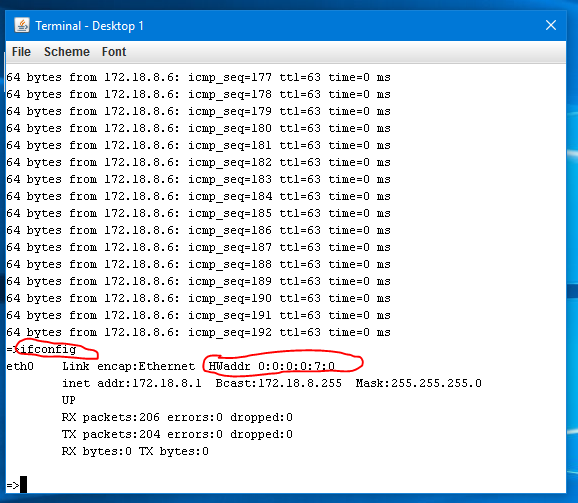 Terminal - Desktop 1
File Scheme Font
64 bytes from 172.18.8.6: icmp_seq=177 ttl=63 time=0 ms
64 bytes from 172.18.8.6: icmp_seq=178 ttl=63 time=0 ms
64 bytes from 172.18.8.6: icmp_seq=179 ttl=63 time=0 ms
64 bytes from 172.18.8.6: icmp_seq=180 ttl=63 time=0 ms
64 bytes from 172.18.8.6: icmp_seq=181 ttl=63 time=0 ms
64 bytes from 172.18.8.6: icmp_seq=182 ttl=63 time=0 ms
64 bytes from 172.18.8.6: icmp_seq=183 ttl=63 time=0 ms
64 bytes from 172.18.8.6: icmp_seq=184 ttl=63 time=0 ms
64 bytes from 172.18.8.6: icmp_seq=185 ttl=63 time=0 ms
64 bytes from 172.18.8.6: icmp_seq=186 ttl=63 time=0 ms
64 bytes from 172.18.8.6: icmp_seq=187 ttl=63 time=0 ms
64 bytes from 172.18.8.6: icmp_seq=188 ttl=63 time=0 ms
64 bytes from 172.18.8.6: icmp_seq=189 ttl=63 time=0 ms
64 bytes from 172.18.8.6: icmp_seq=190 ttl=63 time=0 ms
64 bytes from 172.18.8.6: icmp_seq=191 ttl=63 time=0 ms
64 bytes from 172.18.8.6: icmp_seq=192 ttl=63 time=0 ms
=>ifconfig
eth0 Link encap:Ethernet HWaddr 0:0:0:0:7:0
inet addr:172.18.8.1 Bcast:172.18.8.255 Mask:255.255.255.0
UP
RX packets:206 errors:0 dropped:0
TX packets:204 errors:0 dropped:0
RX bytes:0 TX bytes:0
=>